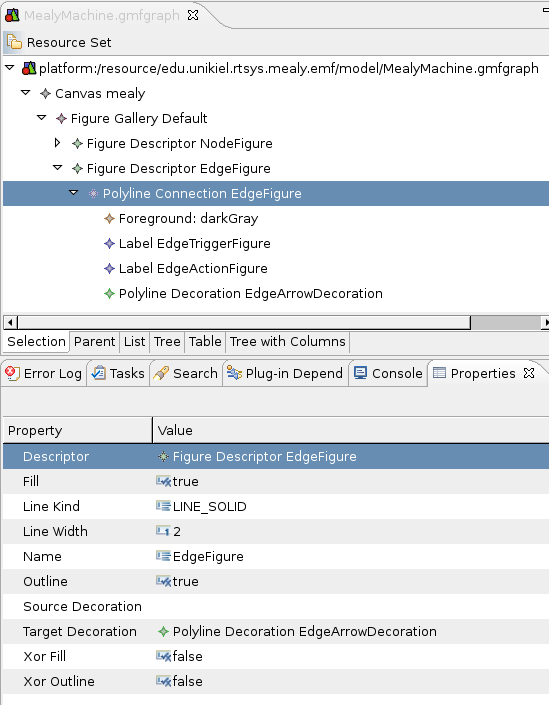 MealyMachine.gmfgraph
Resource Set
platform:/resource/edu.unikiel.rtsys.mealy.emf/model/MealyMachine.gmfgraph
Canvas mealy
Figure Gallery Default
Figure Descriptor NodeFigure
Figure Descriptor EdgeFigure
Polyline Connection EdgeFigure
Foreground: darkGray
Label EdgeTriggerFigure
Label EdgeActionFigure
Polyline Decoration EdgeArrowDecoration
Selection Parent List Tree Table Tree with Columns
Error Log Tasks Search Plug-in Depend Console Properties
Property Value
Descriptor Figure Descriptor EdgeFigure
Fill true
Line Kind LINE_SOLID
Line Width 2
Name EdgeFigure
Outline true
Source Decoration
Target Decoration Polyline Decoration EdgeArrowDecoration
Xor Fill false
Xor Outline false